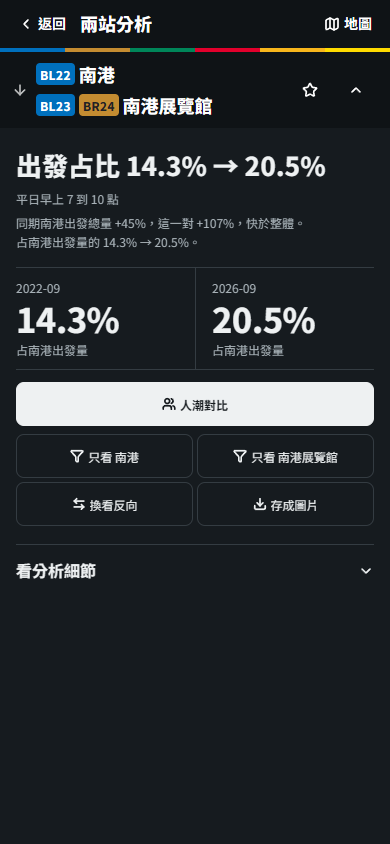 返回 兩站分析 地圖
BL22 南港
BL23 BR24 南港展覽館
出發占比 14.3% → 20.5%
平日早上 7 到 10 點
同期南港出發總量 +45%，這一對 +107%，快於整體。
占南港出發量的 14.3% → 20.5%。
2022-09 2026-09
14.3% 20.5%
占南港出發量 占南港出發量
人潮對比
只看 南港 只看 南港展覽館
換看反向 存成圖片
看分析細節